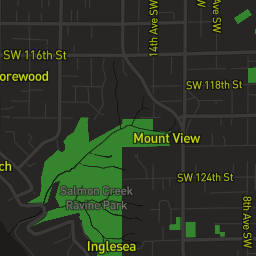 14th Ave SW
SW 116th St
orewood
SW 118th St
Mount View
ch
SW 124th St
Salmon Creek
Ravine Park
8th Ave SW
Inglesea